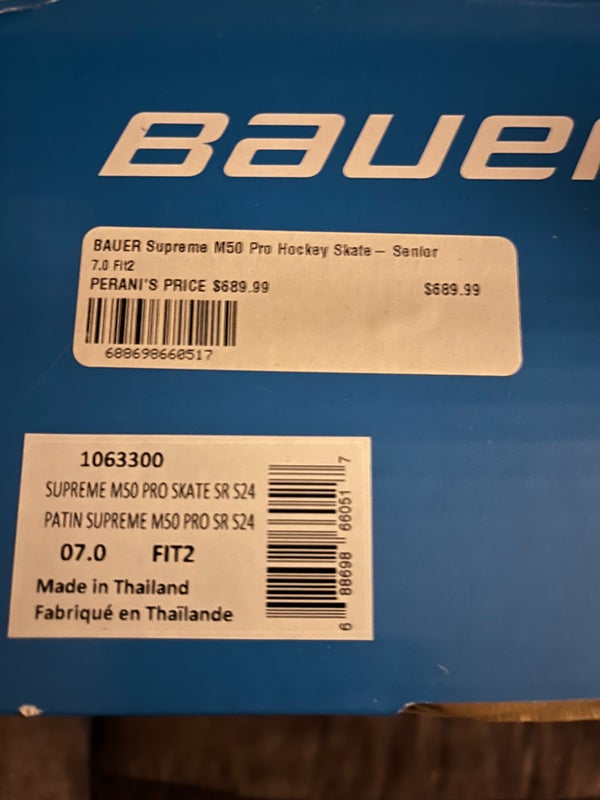 BAUER
BAUER Supreme M50 Pro Hockey Skate – Senior
7.0 Fit2
PERANI'S PRICE $689.99 $689.99
688698660517
1063300
SUPREME M50 PRO SKATE SR S24
PATIN SUPREME M50 PRO SR S24
07.0 FIT2
Made in Thailand
Fabriqué en Thaïlande
6 88698 66051 7